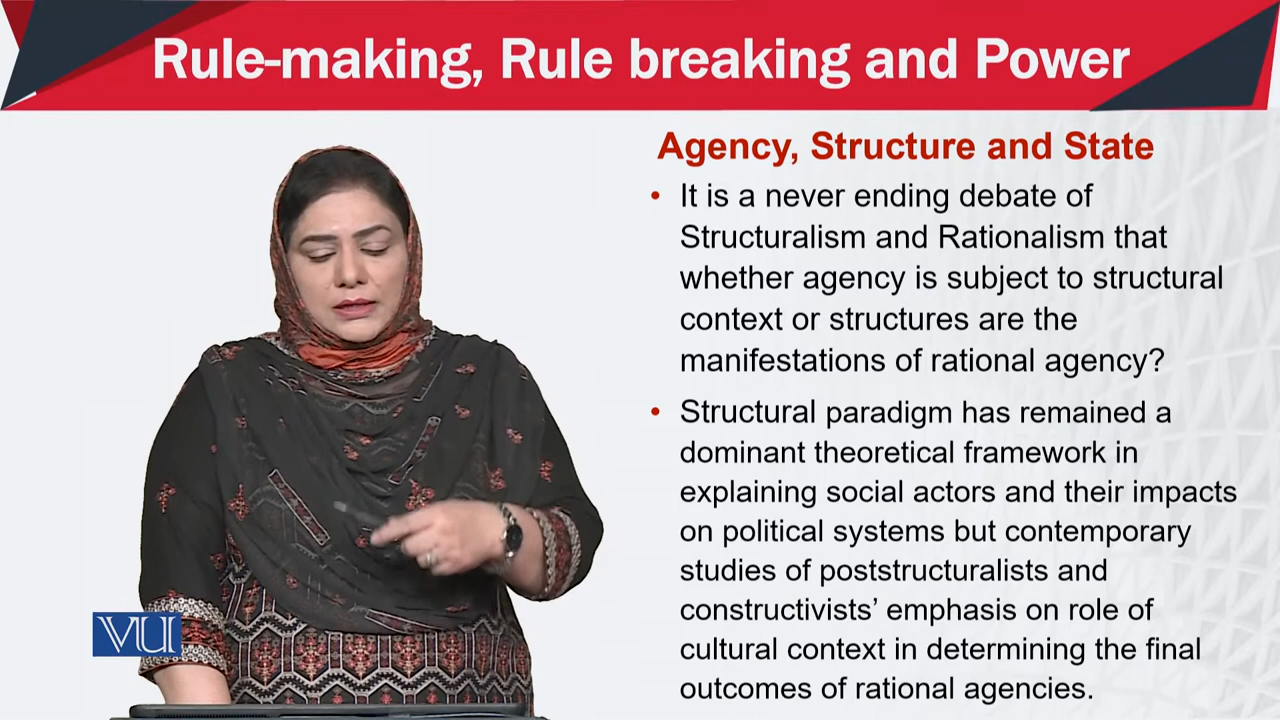 Rule-making, Rule breaking and Power
Agency, Structure and State
• It is a never ending debate of
Structuralism and Rationalism that
whether agency is subject to structural
context or structures are the
manifestations of rational agency?
• Structural paradigm has remained a
dominant theoretical framework in
explaining social actors and their impacts
on political systems but contemporary
studies of poststructuralists and
constructivists’ emphasis on role of
cultural context in determining the final
outcomes of rational agencies.
VU